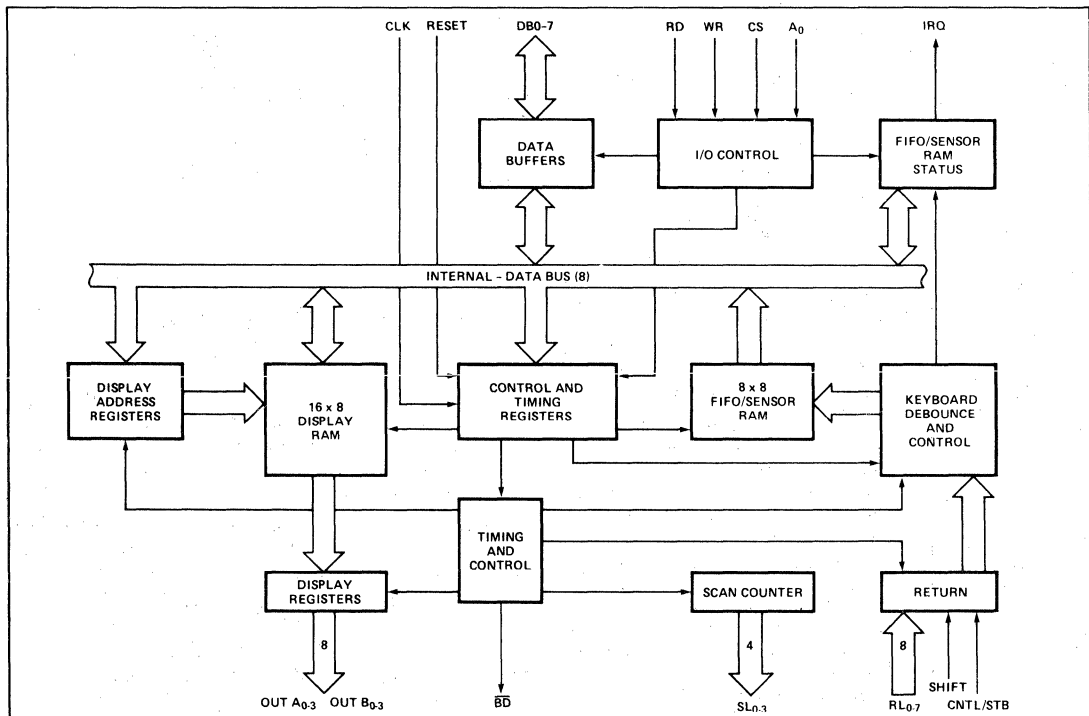 CLK RESET DB0-7 RD WR CS A₀ IRQ
DATA
BUFFERS
I/O CONTROL
FIFO/SENSOR
RAM
STATUS
INTERNAL – DATA BUS (8)
DISPLAY
ADDRESS
REGISTERS
16 x 8
DISPLAY
RAM
CONTROL AND
TIMING
REGISTERS
8 x 8
FIFO/SENSOR
RAM
KEYBOARD
DEBOUNCE
AND
CONTROL
TIMING
AND
CONTROL
DISPLAY
REGISTERS
SCAN COUNTER
RETURN
8
4
8
OUT A₀₋₃ OUT B₀₋₃
B̅D̅
SL₀₋₃
RL₀₋₇
SHIFT
CNTL/STB